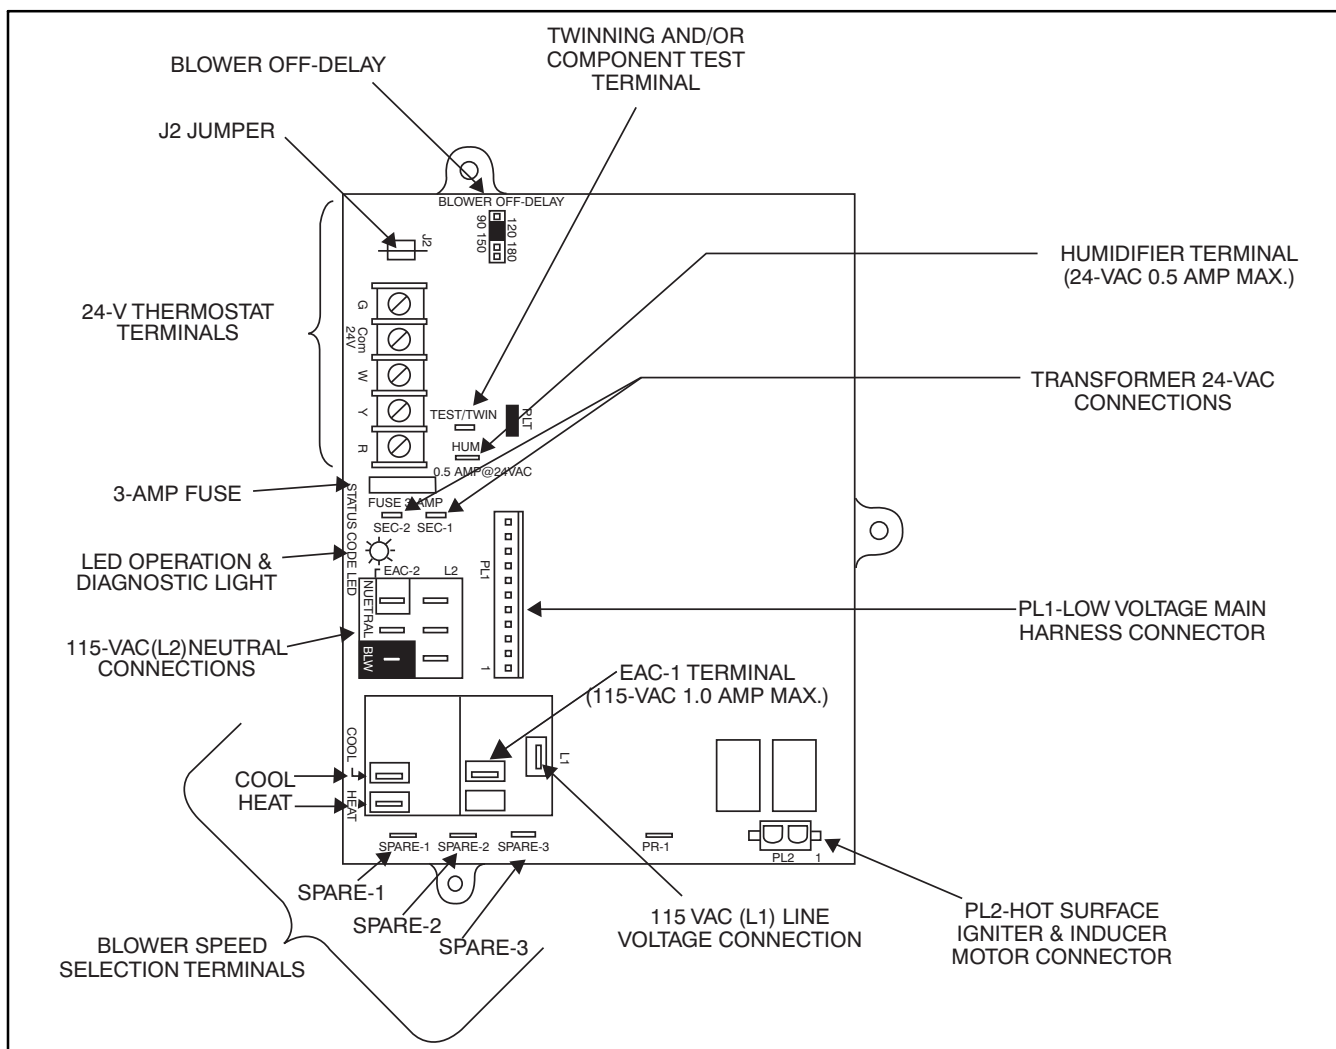 TWINNING AND/OR
COMPONENT TEST
TERMINAL
BLOWER OFF-DELAY
J2 JUMPER
BLOWER OFF-DELAY
90 150
120 180
J2
HUMIDIFIER TERMINAL
(24-VAC 0.5 AMP MAX.)
24-V THERMOSTAT
TERMINALS
G
Com
24V
W
Y
R
TRANSFORMER 24-VAC
CONNECTIONS
TEST/TWIN
PLT
HUM
0.5 AMP@24VAC
3-AMP FUSE
FUSE 3-AMP
STATUS CODE LED
SEC-2 SEC-1
LED OPERATION &
DIAGNOSTIC LIGHT
EAC-2 L2
NUETRAL
BLW
PL1
1
PL1-LOW VOLTAGE MAIN
HARNESS CONNECTOR
115-VAC(L2)NEUTRAL
CONNECTIONS
EAC-1 TERMINAL
(115-VAC 1.0 AMP MAX.)
L1
COOL
HEAT
COOL
HEAT
SPARE-1 SPARE-2 SPARE-3 PR-1
PL2 1
SPARE-1
SPARE-2
SPARE-3
BLOWER SPEED
SELECTION TERMINALS
115 VAC (L1) LINE
VOLTAGE CONNECTION
PL2-HOT SURFACE
IGNITER & INDUCER
MOTOR CONNECTOR